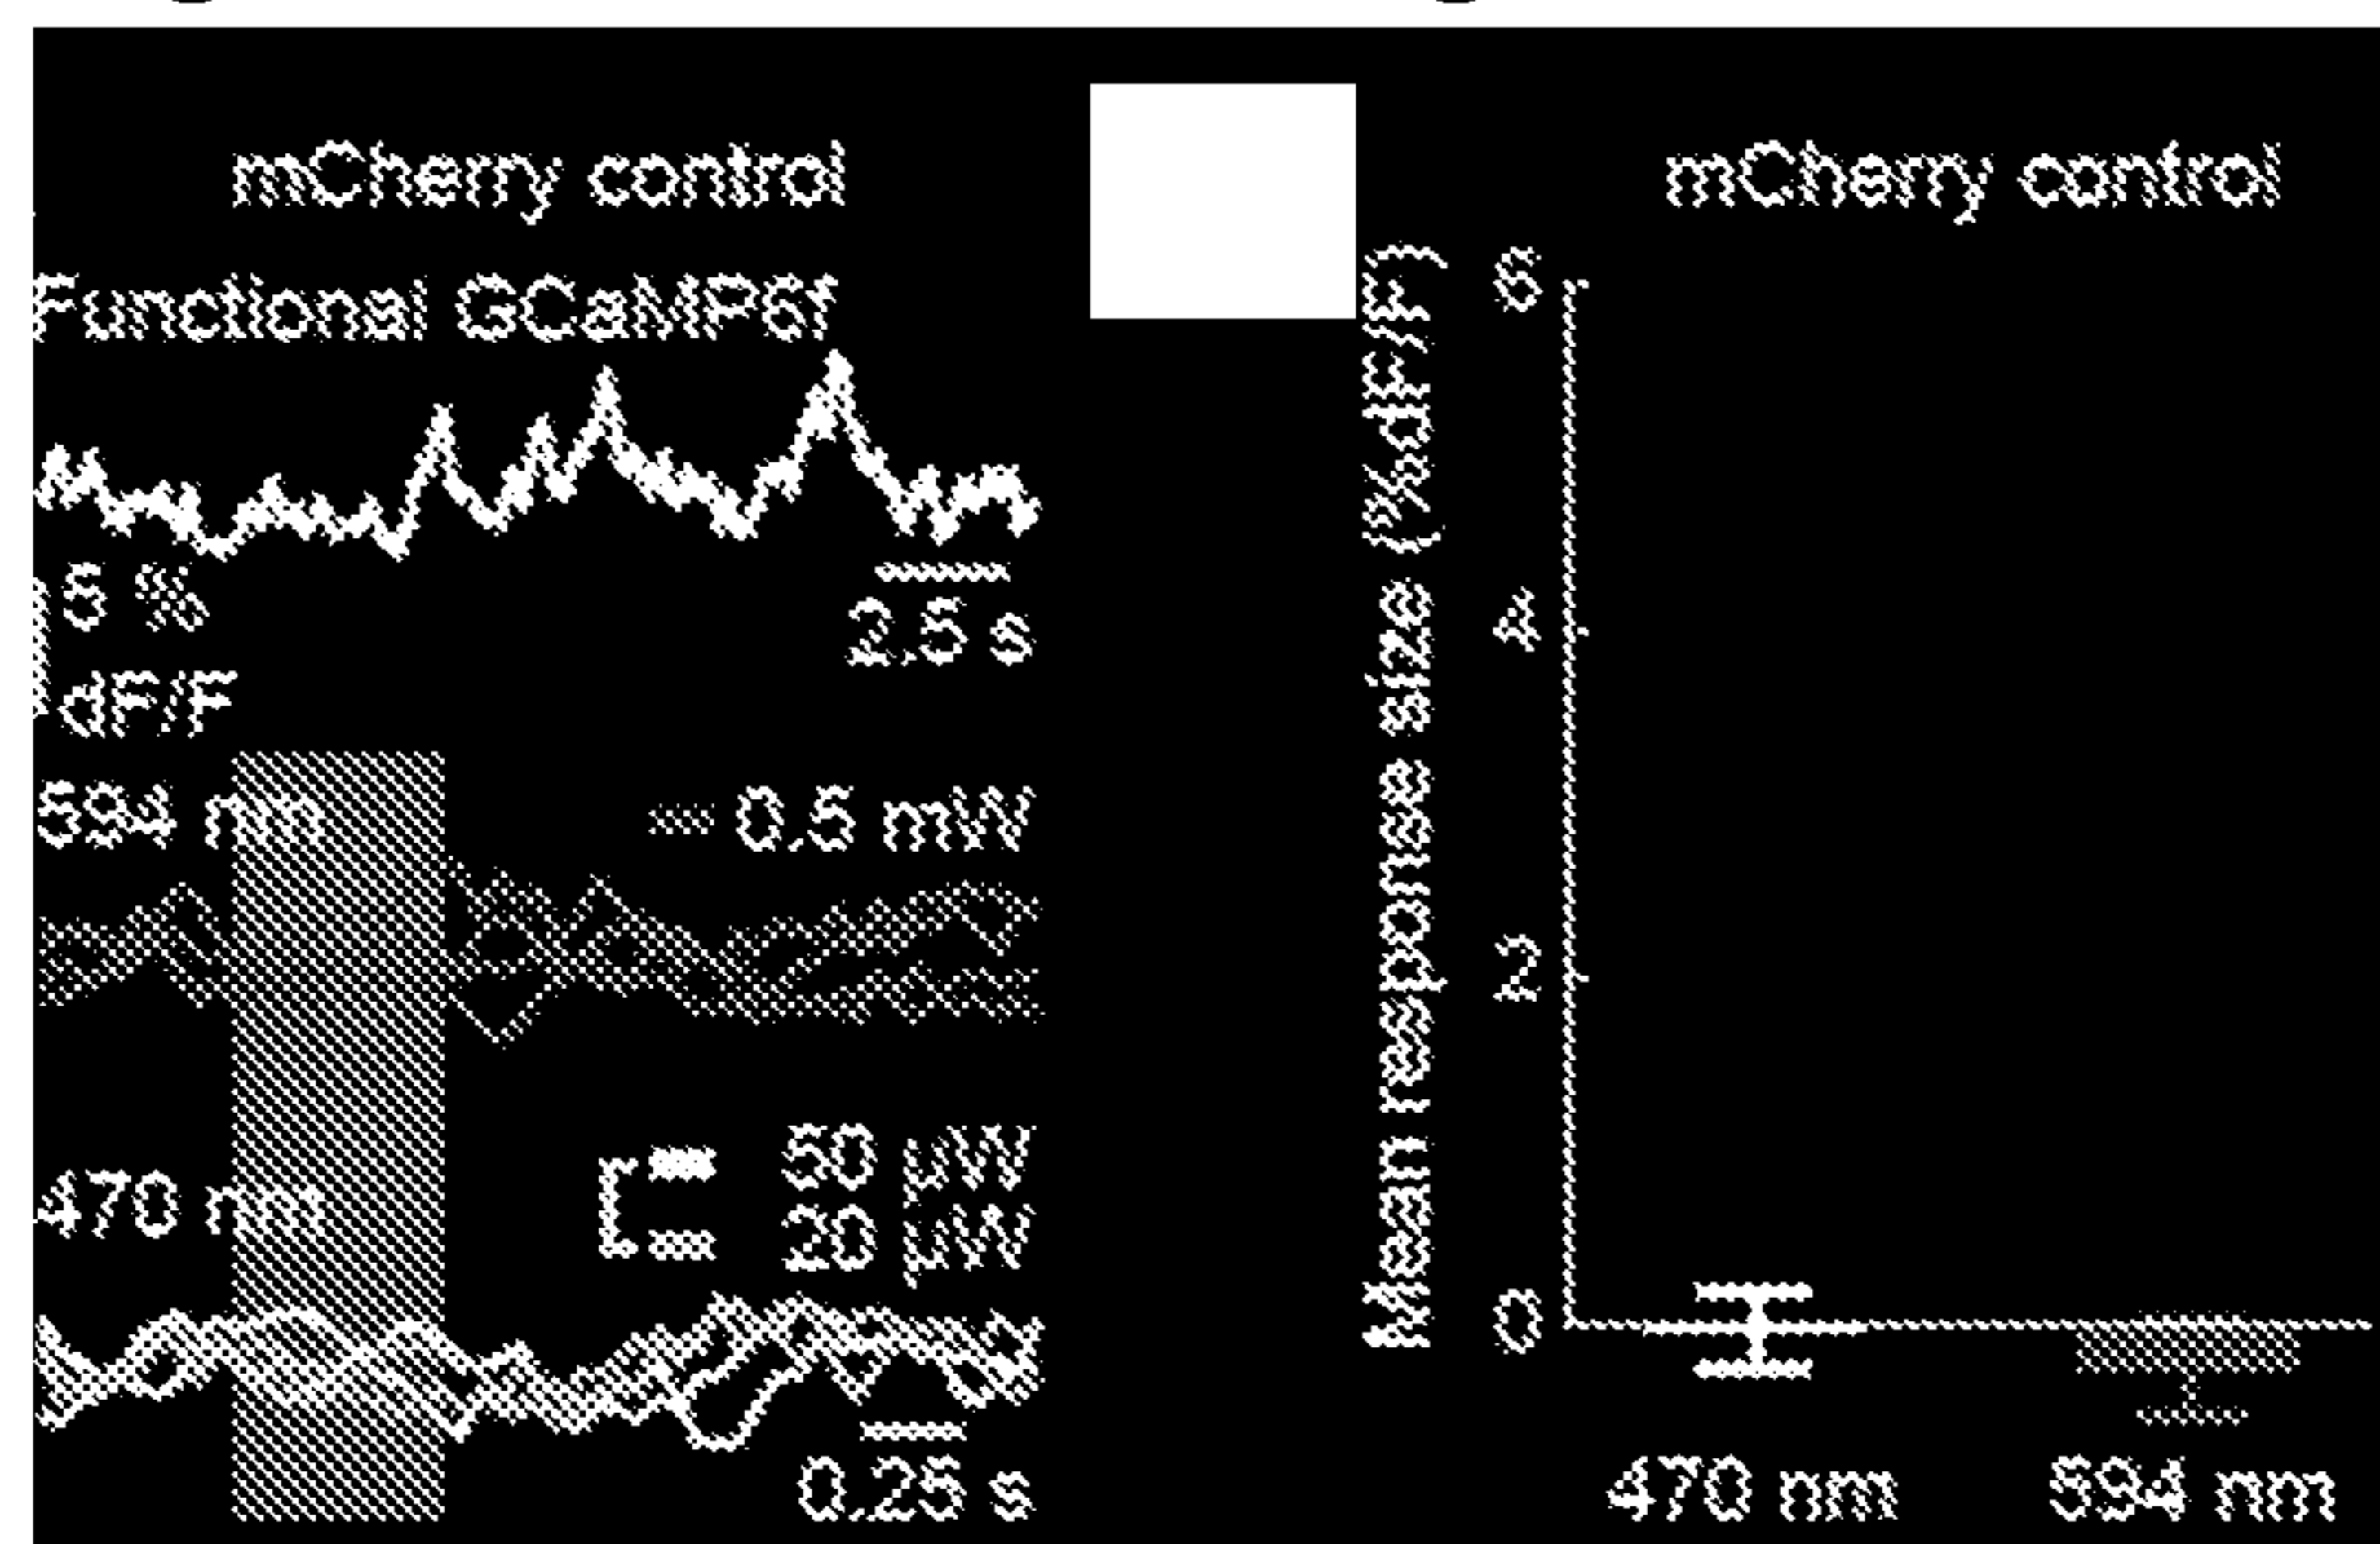 mCherry control
Functional GCaMP6f
5 %
2.5 s
dF/F
594 nm
0.5 mW
470 nm
50 µW
20 µW
0.25 s
mCherry control
Mean response size (% dF/F)
6
4
2
0
470 nm
594 nm